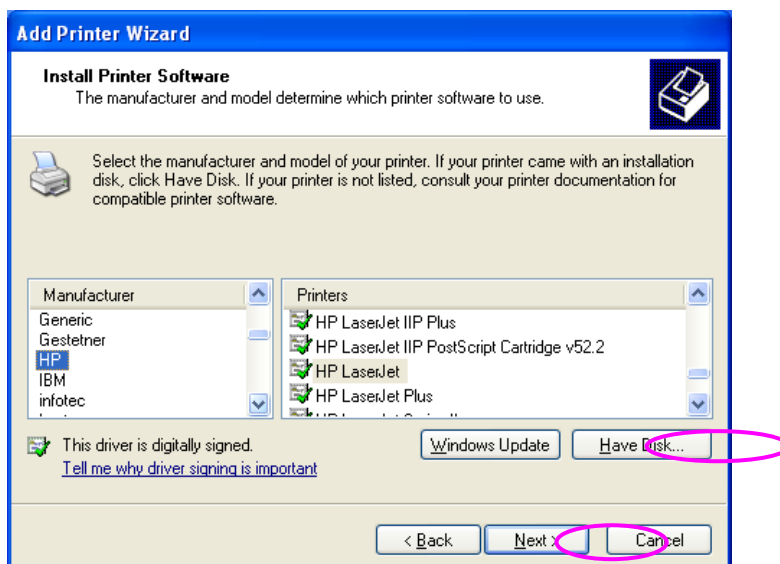 Add Printer Wizard
Install Printer Software
The manufacturer and model determine which printer software to use.
Select the manufacturer and model of your printer. If your printer came with an installation
disk, click Have Disk. If your printer is not listed, consult your printer documentation for
compatible printer software.
Manufacturer
Generic
Gestetner
HP
IBM
infotec
Printers
HP LaserJet IIP Plus
HP LaserJet IIP PostScript Cartridge v52.2
HP LaserJet
HP LaserJet Plus
This driver is digitally signed.
Tell me why driver signing is important
Windows Update
Have Disk...
< Back
Next >
Cancel